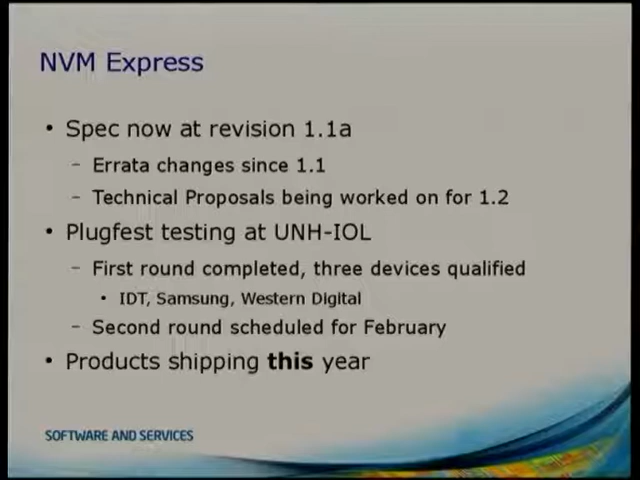 NVM Express
• Spec now at revision 1.1a
– Errata changes since 1.1
– Technical Proposals being worked on for 1.2
• Plugfest testing at UNH-IOL
– First round completed, three devices qualified
• IDT, Samsung, Western Digital
– Second round scheduled for February
• Products shipping this year
SOFTWARE AND SERVICES